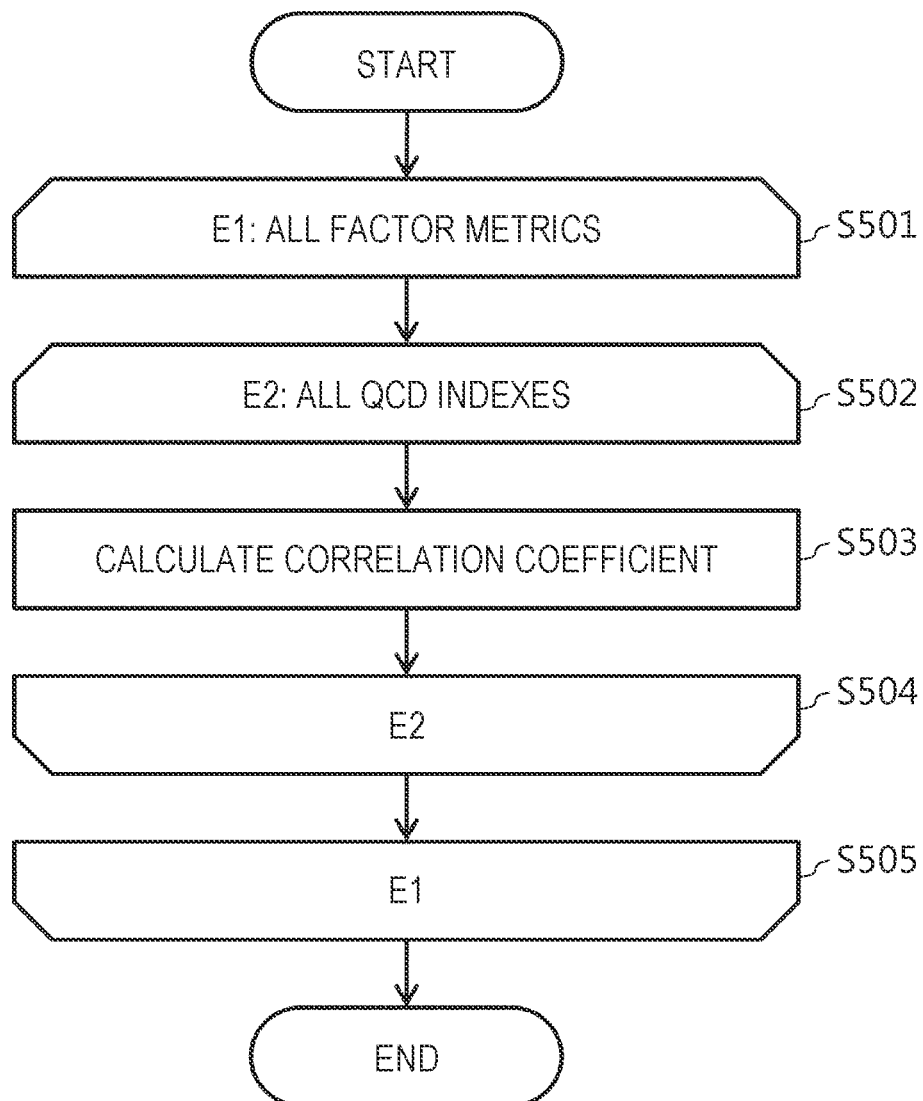 START
E1: ALL FACTOR METRICS
S501
E2: ALL QCD INDEXES
S502
CALCULATE CORRELATION COEFFICIENT
S503
E2
S504
E1
S505
END